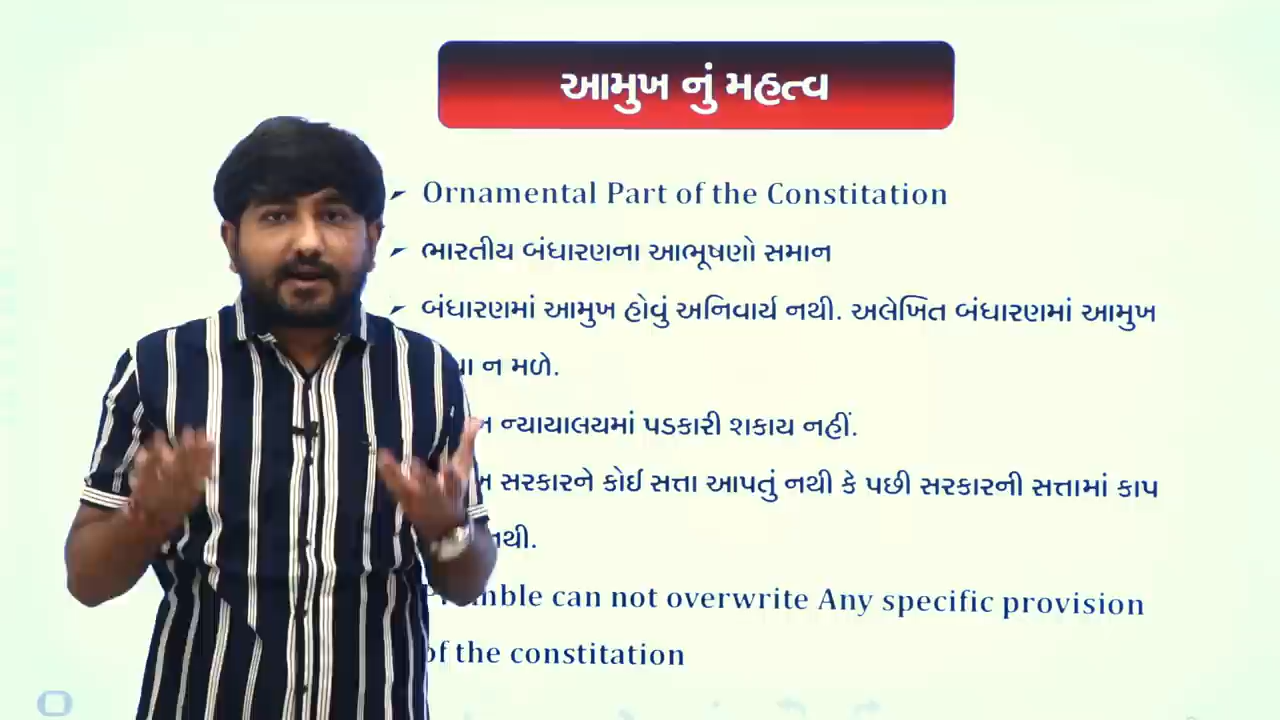 આમુખ નું મહત્વ
Ornamental Part of the Constitation
ભારતીય બંધારણના આભૂષણો સમાન
બંધારણમાં આમુખ હોવું અનિવાર્ય નથી. અલેખિત બંધારણમાં આમુખ
ન મળે.
ન્યાયાલયમાં પડકારી શકાય નહીં.
સરકારને કોઈ સત્તા આપતું નથી કે પછી સરકારની સત્તામાં કાપ
નથી.
can not overwrite Any specific provision
of the constitation